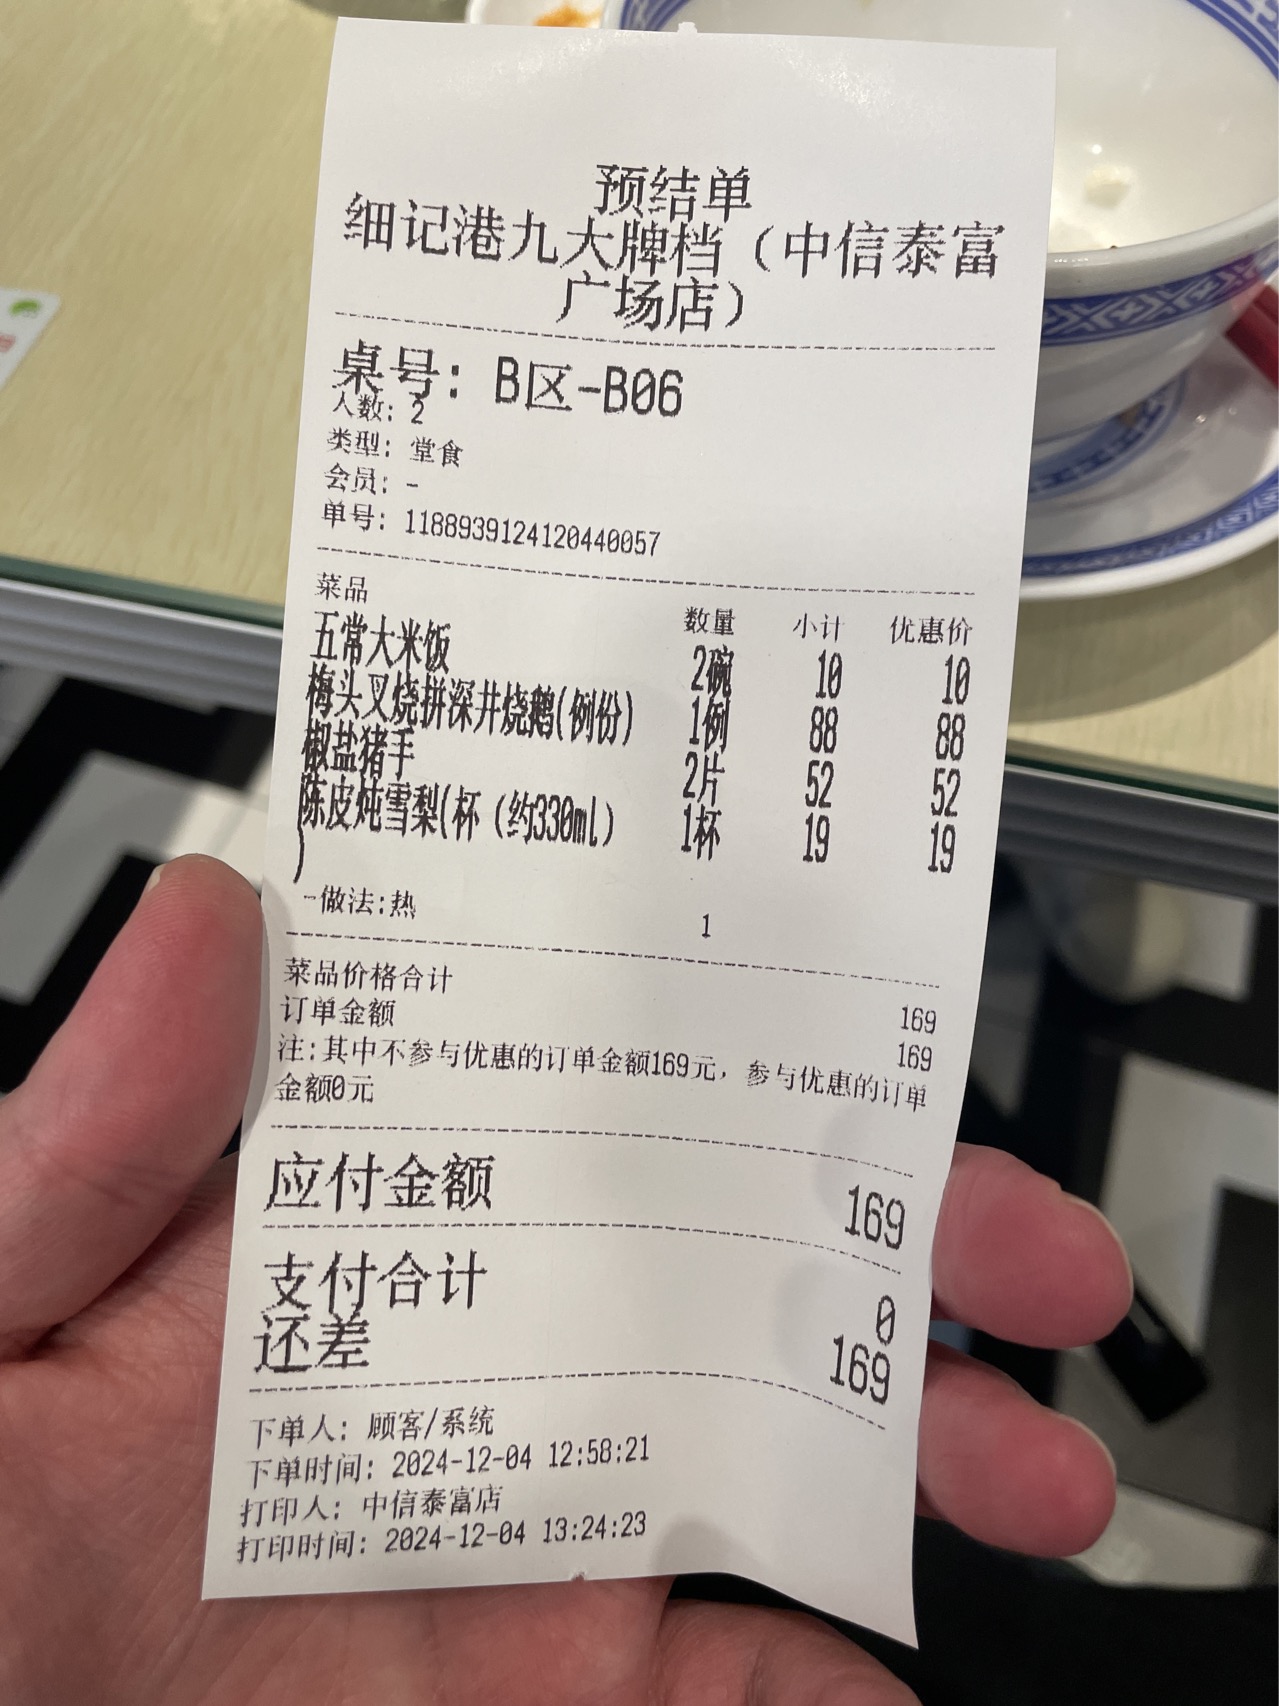 预结单
细记港九大牌档（中信泰富
广场店）
桌号: B区-B06
人数: 2
类型: 堂食
会员: -
单号: 1188939124120440057
菜品 数量 小计 优惠价
五常大米饭 2碗 10 10
梅头叉烧拼深井烧鹅(例份) 1例 88 88
椒盐猪手 2片 52 52
陈皮炖雪梨(杯（约330ml） 1杯 19 19
)
-做法:热 1
菜品价格合计 169
订单金额 169
注:其中不参与优惠的订单金额169元，参与优惠的订单
金额0元
应付金额 169
支付合计 0
还差 169
下单人: 顾客/系统
下单时间: 2024-12-04 12:58:21
打印人: 中信泰富店
打印时间: 2024-12-04 13:24:23